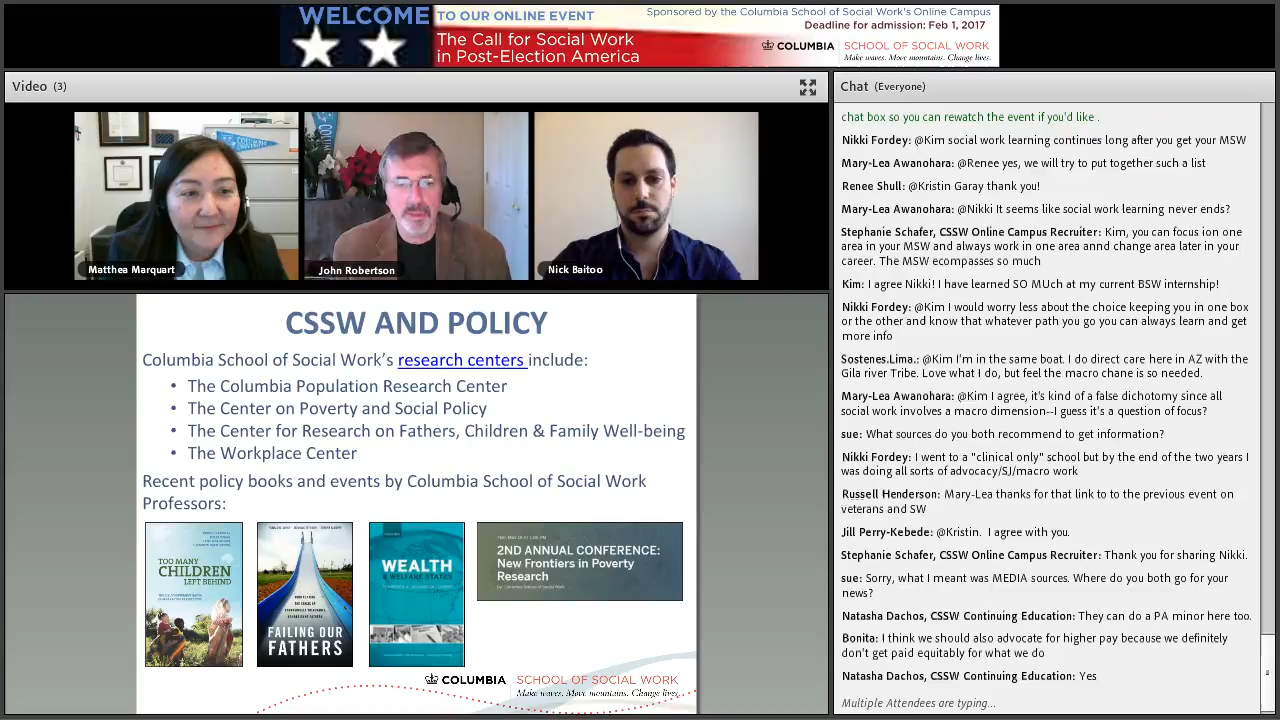 WELCOME TO OUR ONLINE EVENT
The Call for Social Work
in Post-Election America
Sponsored by the Columbia School of Social Work's Online Campus
Deadline for admission: Feb 1, 2017
COLUMBIA SCHOOL OF SOCIAL WORK
Make waves. Move mountains. Change lives.
Video (3)
Matthea Marquart
John Robertson
Nick Baitoo
CSSW AND POLICY
Columbia School of Social Work's research centers include:
• The Columbia Population Research Center
• The Center on Poverty and Social Policy
• The Center for Research on Fathers, Children & Family Well-being
• The Workplace Center
Recent policy books and events by Columbia School of Social Work
Professors:
TOO MANY
CHILDREN
LEFT BEHIND
FAILING OUR
FATHERS
WEALTH
& WELFARE STATES
2ND ANNUAL CONFERENCE:
New Frontiers in Poverty
Research
COLUMBIA SCHOOL OF SOCIAL WORK
Make waves. Move mountains. Change lives.
Chat (Everyone)
chat box so you can rewatch the event if you'd like .
Nikki Fordey: @Kim social work learning continues long after you get your MSW
Mary-Lea Awanohara: @Renee yes, we will try to put together such a list
Renee Shull: @Kristin Garay thank you!
Mary-Lea Awanohara: @Nikki It seems like social work learning never ends?
Stephanie Schafer, CSSW Online Campus Recruiter: Kim, you can focus ion one
area in your MSW and always work in one area annd change area later in your
career. The MSW ecompasses so much
Kim: I agree Nikki! I have learned SO MUch at my current BSW internship!
Nikki Fordey: @Kim I would worry less about the choice keeping you in one box
or the other and know that whatever path you go you can always learn and get
more info
Sostenes.Lima.: @Kim I'm in the same boat. I do direct care here in AZ with the
Gila river Tribe. Love what I do, but feel the macro chane is so needed.
Mary-Lea Awanohara: @Kim I agree, it's kind of a false dichotomy since all
social work involves a macro dimension--I guess it's a question of focus?
sue: What sources do you both recommend to get information?
Nikki Fordey: I went to a "clinical only" school but by the end of the two years I
was doing all sorts of advocacy/SJ/macro work
Russell Henderson: Mary-Lea thanks for that link to to the previous event on
veterans and SW
Jill Perry-Kebede: @Kristin. I agree with you
Stephanie Schafer, CSSW Online Campus Recruiter: Thank you for sharing Nikki.
sue: Sorry, what I meant was MEDIA sources. go for your
news?
Natasha Dachos, CSSW Continuing Education: They can do a PA minor here too.
Bonita: I think we should also advocate for higher pay because we definitely
don't get paid equitably for what we do
Natasha Dachos, CSSW Continuing Education: Yes
Multiple Attendees are typing...